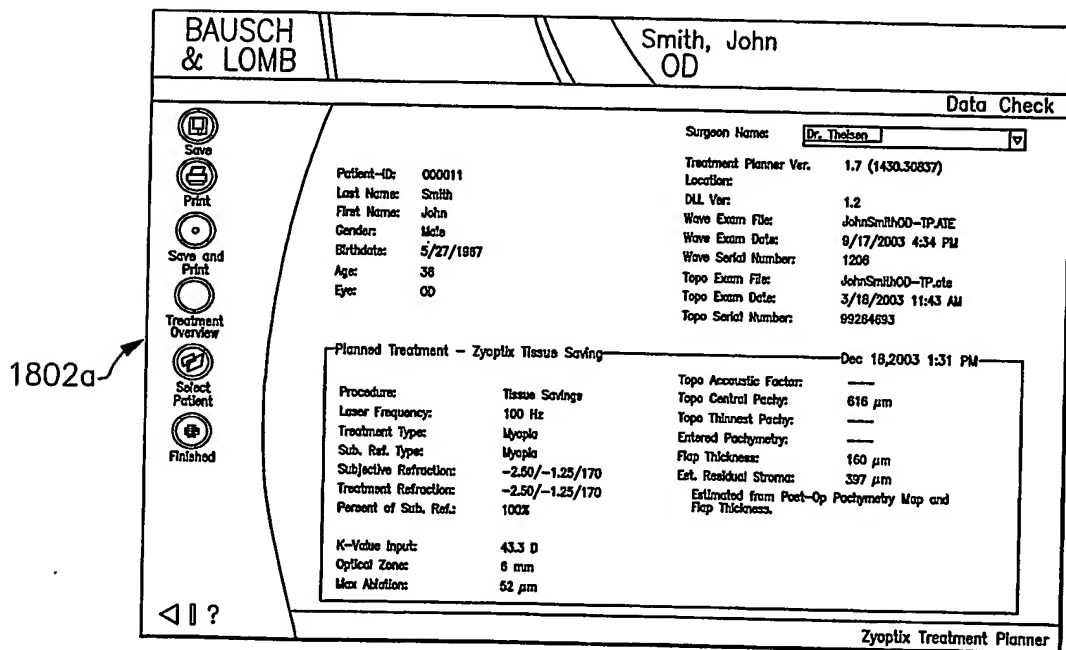 BAUSCH
& LOMB
Smith, John
OD
Data Check
Save
Print
Save and
Print
Treatment
Overview
Select
Patient
Finished
1802a
Surgeon Name: Dr. Theisen
Patient-ID: 000011
Last Name: Smith
First Name: John
Gender: Male
Birthdate: 5/27/1967
Age: 36
Eye: OD
Treatment Planner Ver. 1.7 (1430.30837)
Location:
DLL Ver: 1.2
Wave Exam File: JohnSmithOD-TP.ATE
Wave Exam Date: 9/17/2003 4:34 PM
Wave Serial Number: 1206
Topo Exam File: JohnSmithOD-TP.ate
Topo Exam Date: 3/18/2003 11:43 AM
Topo Serial Number: 99264693
Planned Treatment - Zyoptix Tissue Saving Dec 18,2003 1:31 PM
Procedure: Tissue Savings
Laser Frequency: 100 Hz
Treatment Type: Myopia
Sub. Ref. Type: Myopia
Subjective Refraction: -2.50/-1.25/170
Treatment Refraction: -2.50/-1.25/170
Percent of Sub. Ref.: 100%
K-Value Input: 43.3 D
Optical Zone: 6 mm
Max Ablation: 52 μm
Topo Accoustic Factor: ---
Topo Central Pachy: 616 μm
Topo Thinnest Pachy: ---
Entered Pachymetry: ---
Flap Thickness: 160 μm
Est. Residual Stroma: 397 μm
Estimated from Post-Op Pachymetry Map and
Flap Thickness.
?
Zyoptix Treatment Planner